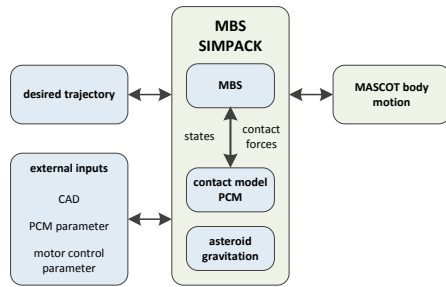 MBS
SIMPACK
desired trajectory
MBS
MASCOT body
motion
states
contact
forces
external inputs
CAD
PCM parameter
motor control
parameter
contact model
PCM
asteroid
gravitation